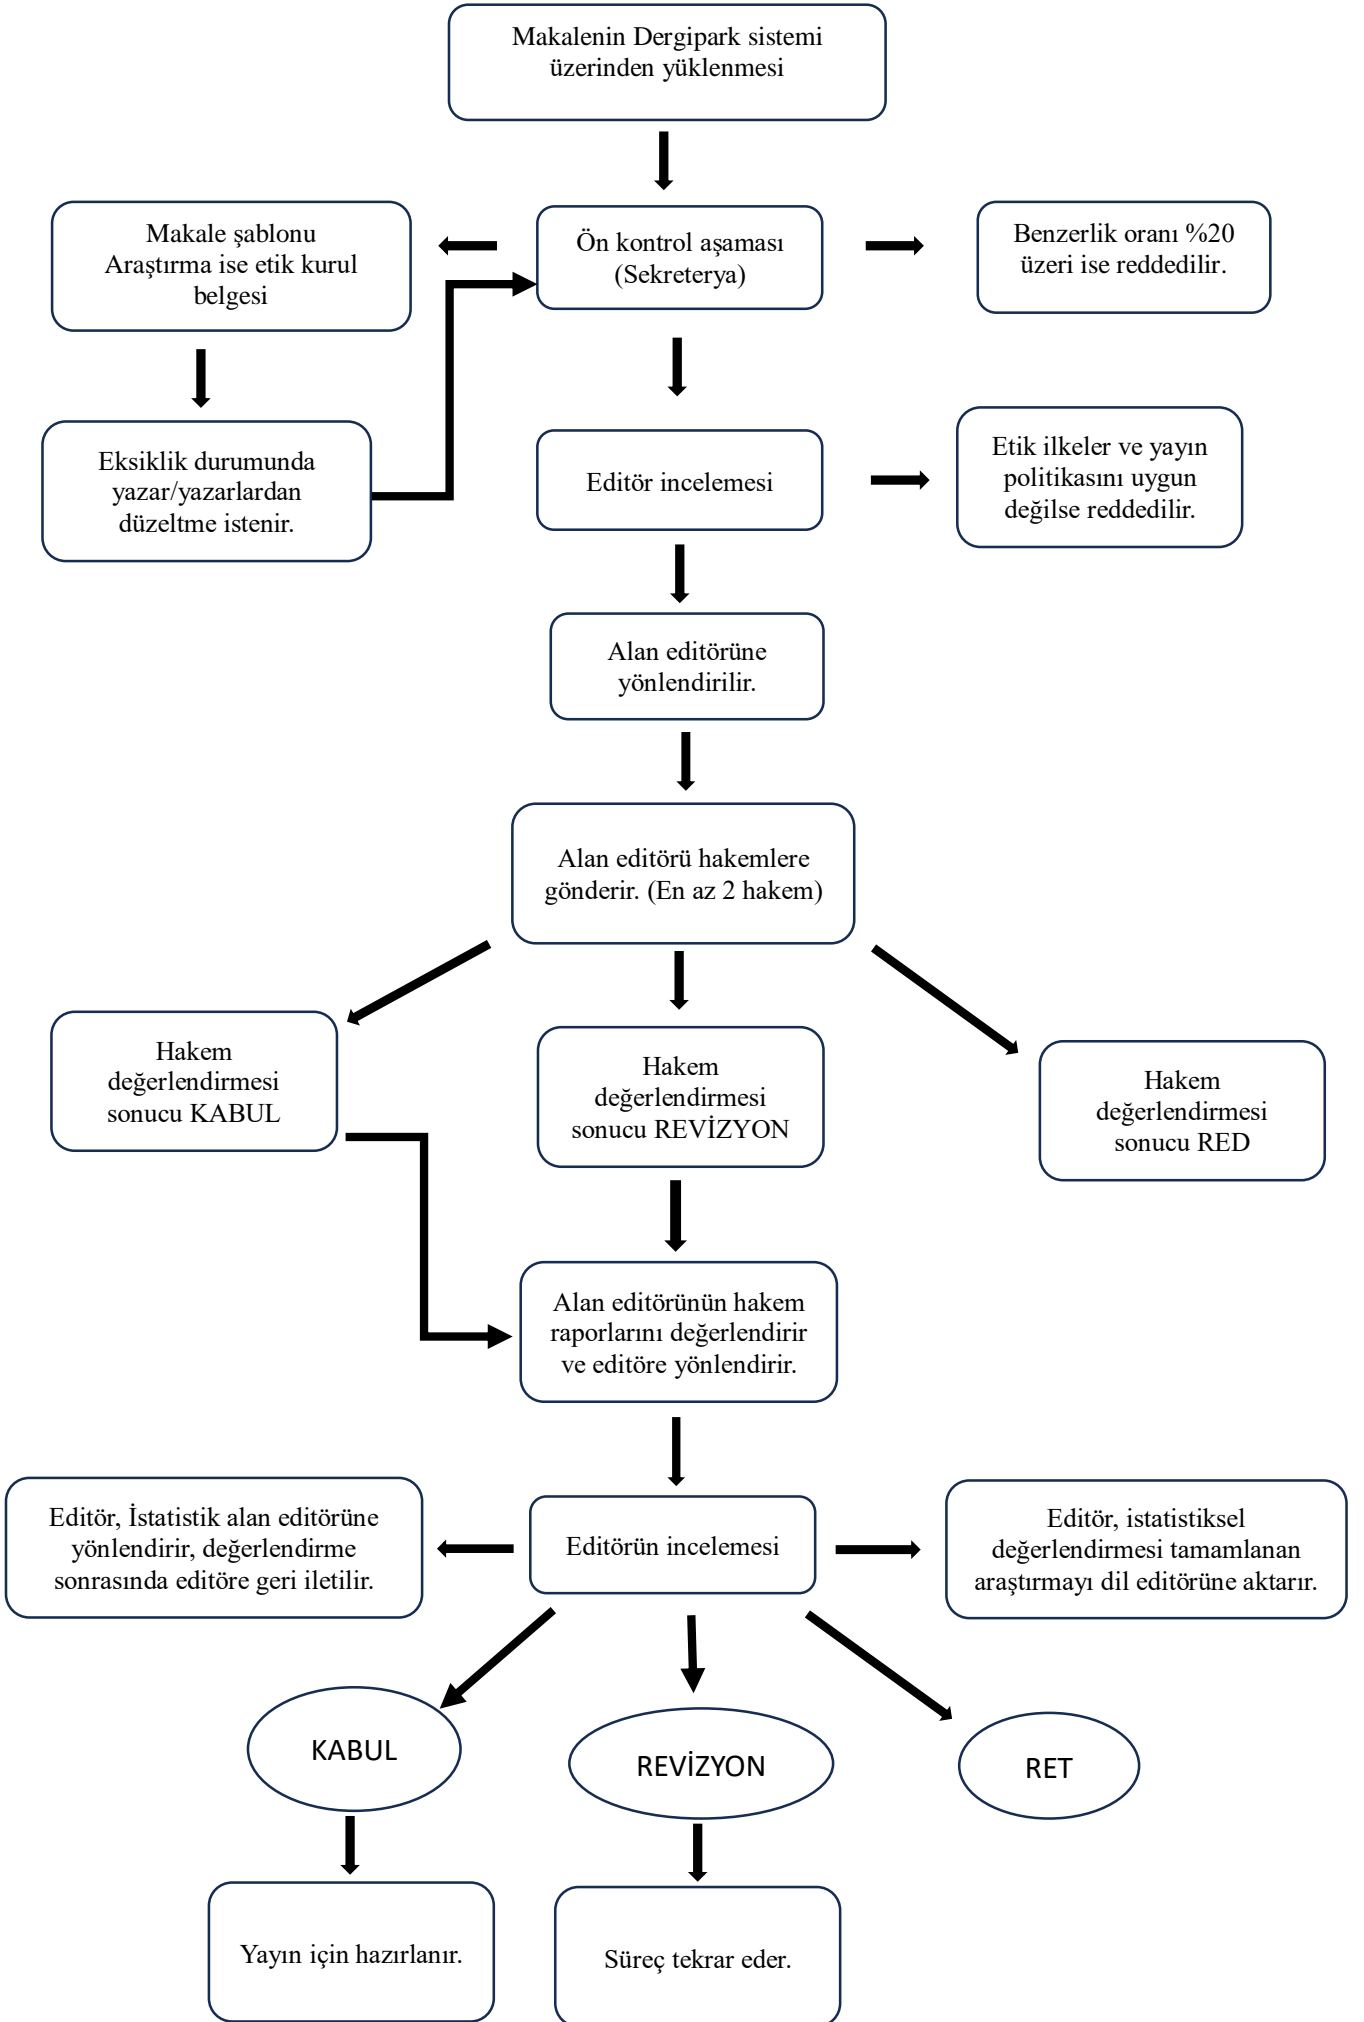 Makalenin Dergipark sistemi
üzerinden yüklenmesi
Makale şablonu
Araştırma ise etik kurul
belgesi
Ön kontrol aşaması
(Sekreterya)
Benzerlik oranı %20
üzeri ise reddedilir.
Eksiklik durumunda
yazar/yazarlardan
düzeltme istenir.
Editör incelemesi
Etik ilkeler ve yayın
politikasını uygun
değilse reddedilir.
Alan editörüne
yönlendirilir.
Alan editörü hakemlere
gönderir. (En az 2 hakem)
Hakem
değerlendirmesi
sonucu KABUL
Hakem
değerlendirmesi
sonucu REVİZYON
Hakem
değerlendirmesi
sonucu RED
Alan editörünün hakem
raporlarını değerlendirir
ve editöre yönlendirir.
Editör, İstatistik alan editörüne
yönlendirir, değerlendirme
sonrasında editöre geri iletilir.
Editörün incelemesi
Editör, istatistiksel
değerlendirmesi tamamlanan
araştırmayı dil editörüne aktarır.
KABUL
REVİZYON
RET
Yayın için hazırlanır.
Süreç tekrar eder.